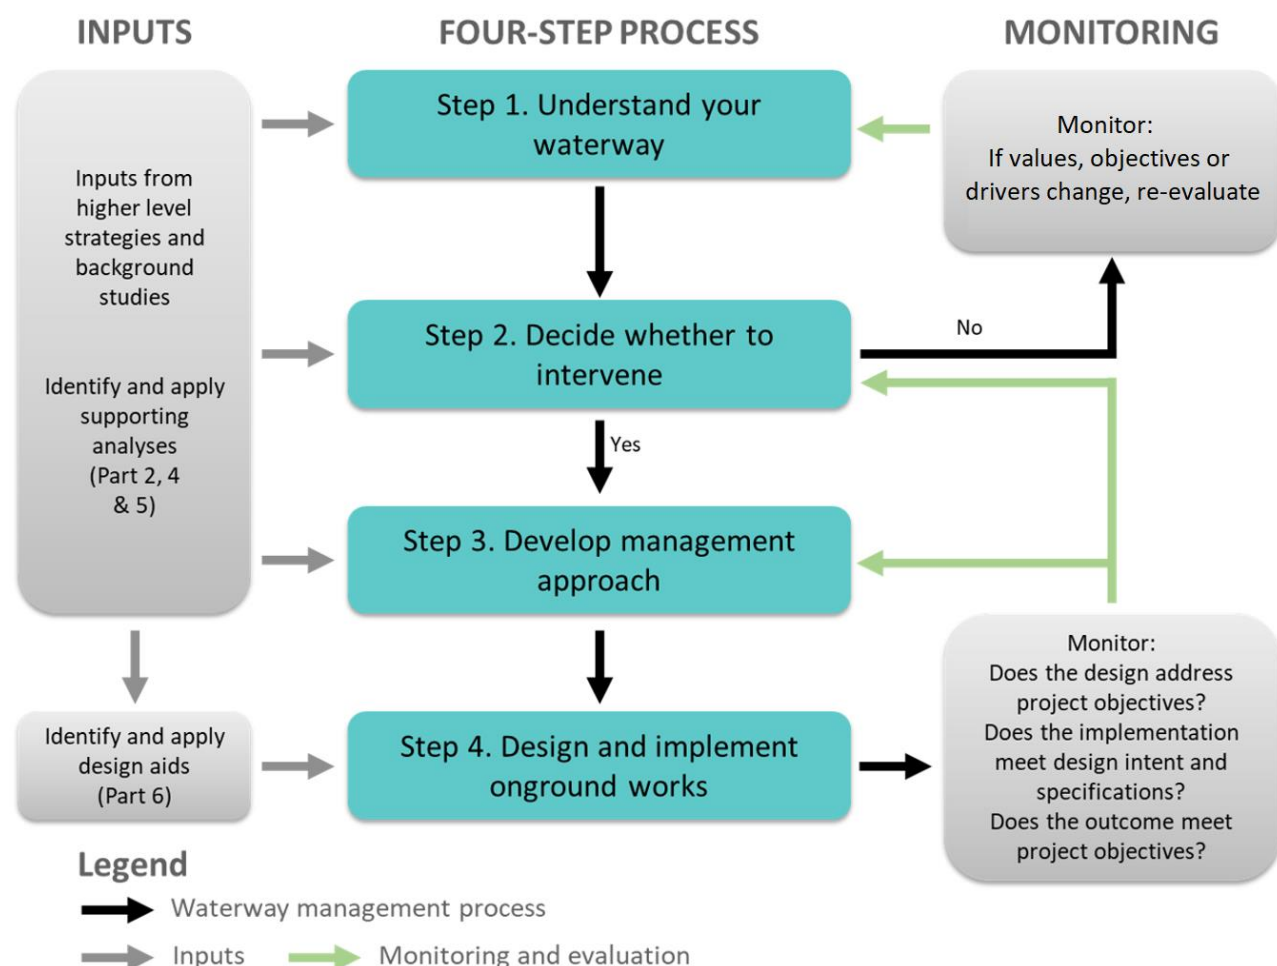 INPUTS
FOUR-STEP PROCESS
MONITORING
Inputs from
higher level
strategies and
background
studies
Identify and apply
supporting
analyses
(Part 2, 4
& 5)
Identify and apply
design aids
(Part 6)
Step 1. Understand your
waterway
Step 2. Decide whether to
intervene
No
Yes
Step 3. Develop management
approach
Step 4. Design and implement
onground works
Monitor:
If values, objectives or
drivers change, re-evaluate
Monitor:
Does the design address
project objectives?
Does the implementation
meet design intent and
specifications?
Does the outcome meet
project objectives?
Legend
Waterway management process
Inputs
Monitoring and evaluation